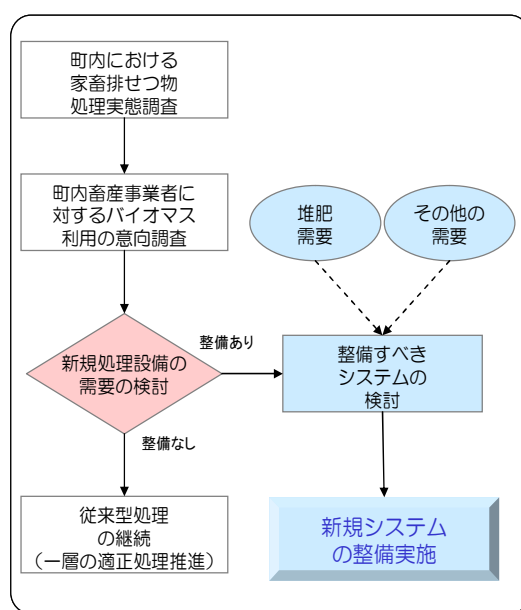 町内における
家畜排せつ物
処理実態調査
町内畜産事業者に
対するバイオマス
利用の意向調査
堆肥
需要
その他の
需要
新規処理設備の
需要の検討
整備あり
整備すべき
システムの
検討
整備なし
従来型処理
の継続
（一層の適正処理推進）
新規システム
の整備実施